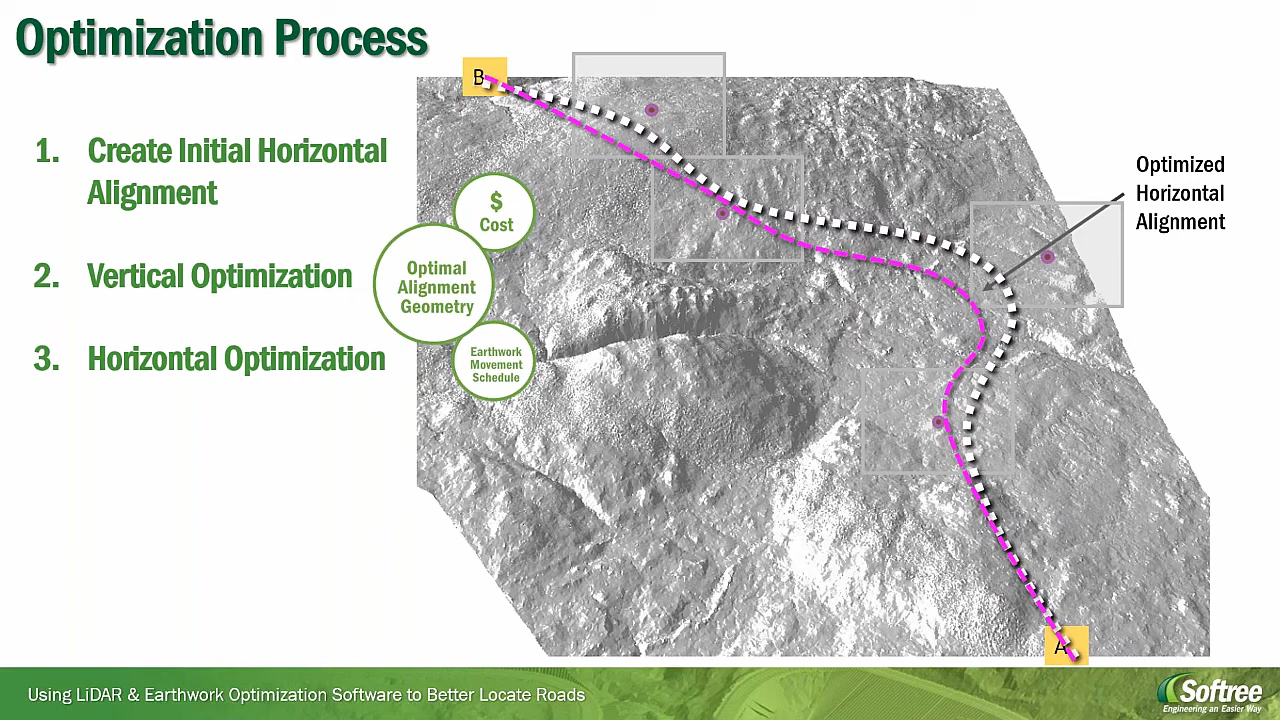 Optimization Process
1. Create Initial Horizontal
Alignment
2. Vertical Optimization
3. Horizontal Optimization
$
Cost
Optimal
Alignment
Geometry
Earthwork
Movement
Schedule
B
Optimized
Horizontal
Alignment
A
Using LiDAR & Earthwork Optimization Software to Better Locate Roads
Softree
Engineering an Easier Way